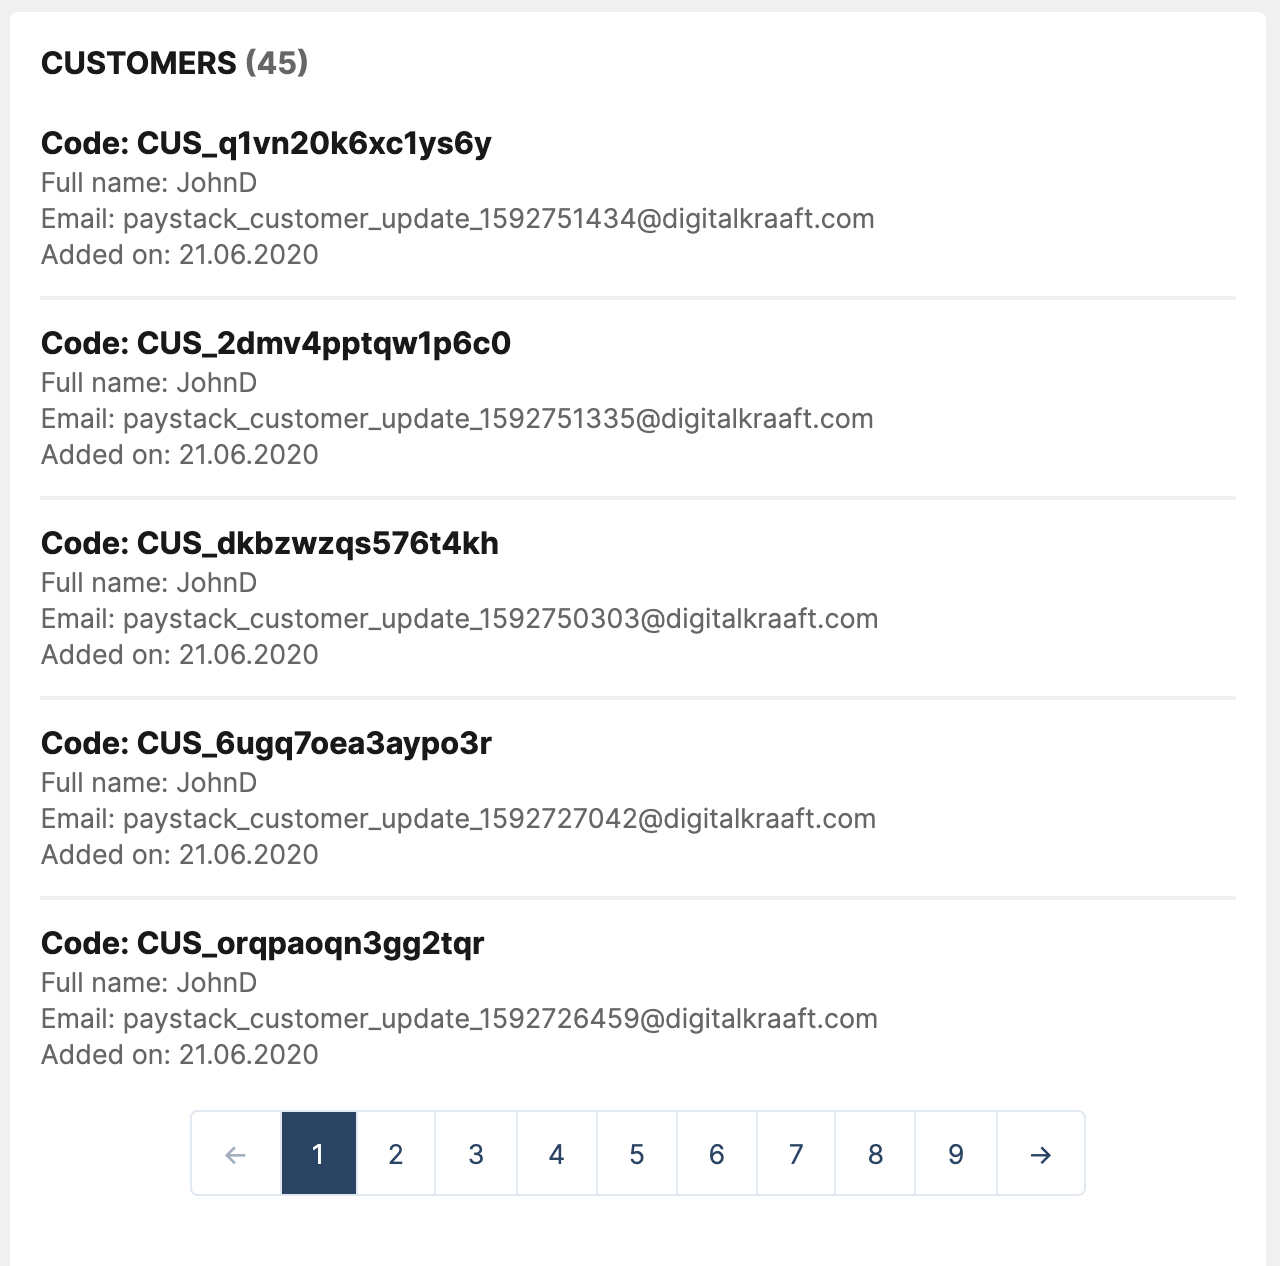 CUSTOMERS (45)
Code: CUS_q1vn20k6xc1ys6y
Full name: JohnD
Email: paystack_customer_update_1592751434@digitalkraaft.com
Added on: 21.06.2020
Code: CUS_2dmv4pptqw1p6c0
Full name: JohnD
Email: paystack_customer_update_1592751335@digitalkraaft.com
Added on: 21.06.2020
Code: CUS_dkbzwzqs576t4kh
Full name: JohnD
Email: paystack_customer_update_1592750303@digitalkraaft.com
Added on: 21.06.2020
Code: CUS_6ugq7oea3aypo3r
Full name: JohnD
Email: paystack_customer_update_1592727042@digitalkraaft.com
Added on: 21.06.2020
Code: CUS_orqpaoqn3gg2tqr
Full name: JohnD
Email: paystack_customer_update_1592726459@digitalkraaft.com
Added on: 21.06.2020
← 1 2 3 4 5 6 7 8 9 →